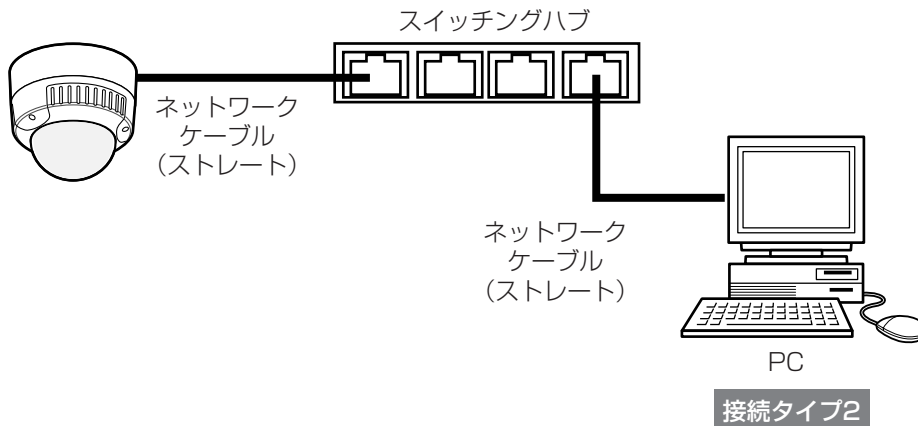 スイッチングハブ
ネットワーク
ケーブル
（ストレート）
ネットワーク
ケーブル
（ストレート）
PC
接続タイプ2